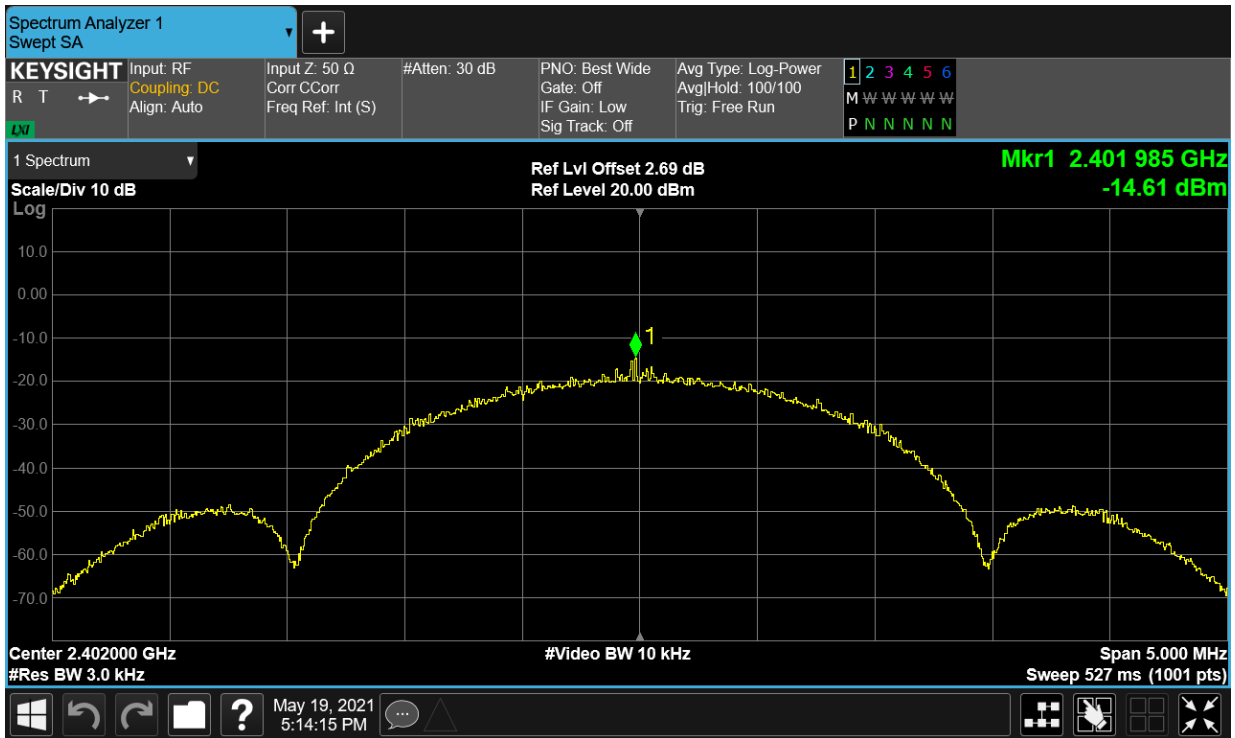 Spectrum Analyzer 1
Swept SA
KEYSIGHT
R T
LXI
Input: RF
Coupling: DC
Align: Auto
Input Z: 50 Ω
Corr CCorr
Freq Ref: Int (S)
#Atten: 30 dB
PNO: Best Wide
Gate: Off
IF Gain: Low
Sig Track: Off
Avg Type: Log-Power
Avg|Hold: 100/100
Trig: Free Run
1 2 3 4 5 6
M W W W W W
P N N N N N
1 Spectrum
Scale/Div 10 dB
Log
Ref Lvl Offset 2.69 dB
Ref Level 20.00 dBm
Mkr1 2.401 985 GHz
-14.61 dBm
10.0
0.00
-10.0
-20.0
-30.0
-40.0
-50.0
-60.0
-70.0
1
Center 2.402000 GHz
#Res BW 3.0 kHz
#Video BW 10 kHz
Span 5.000 MHz
Sweep 527 ms (1001 pts)
?
May 19, 2021
5:14:15 PM